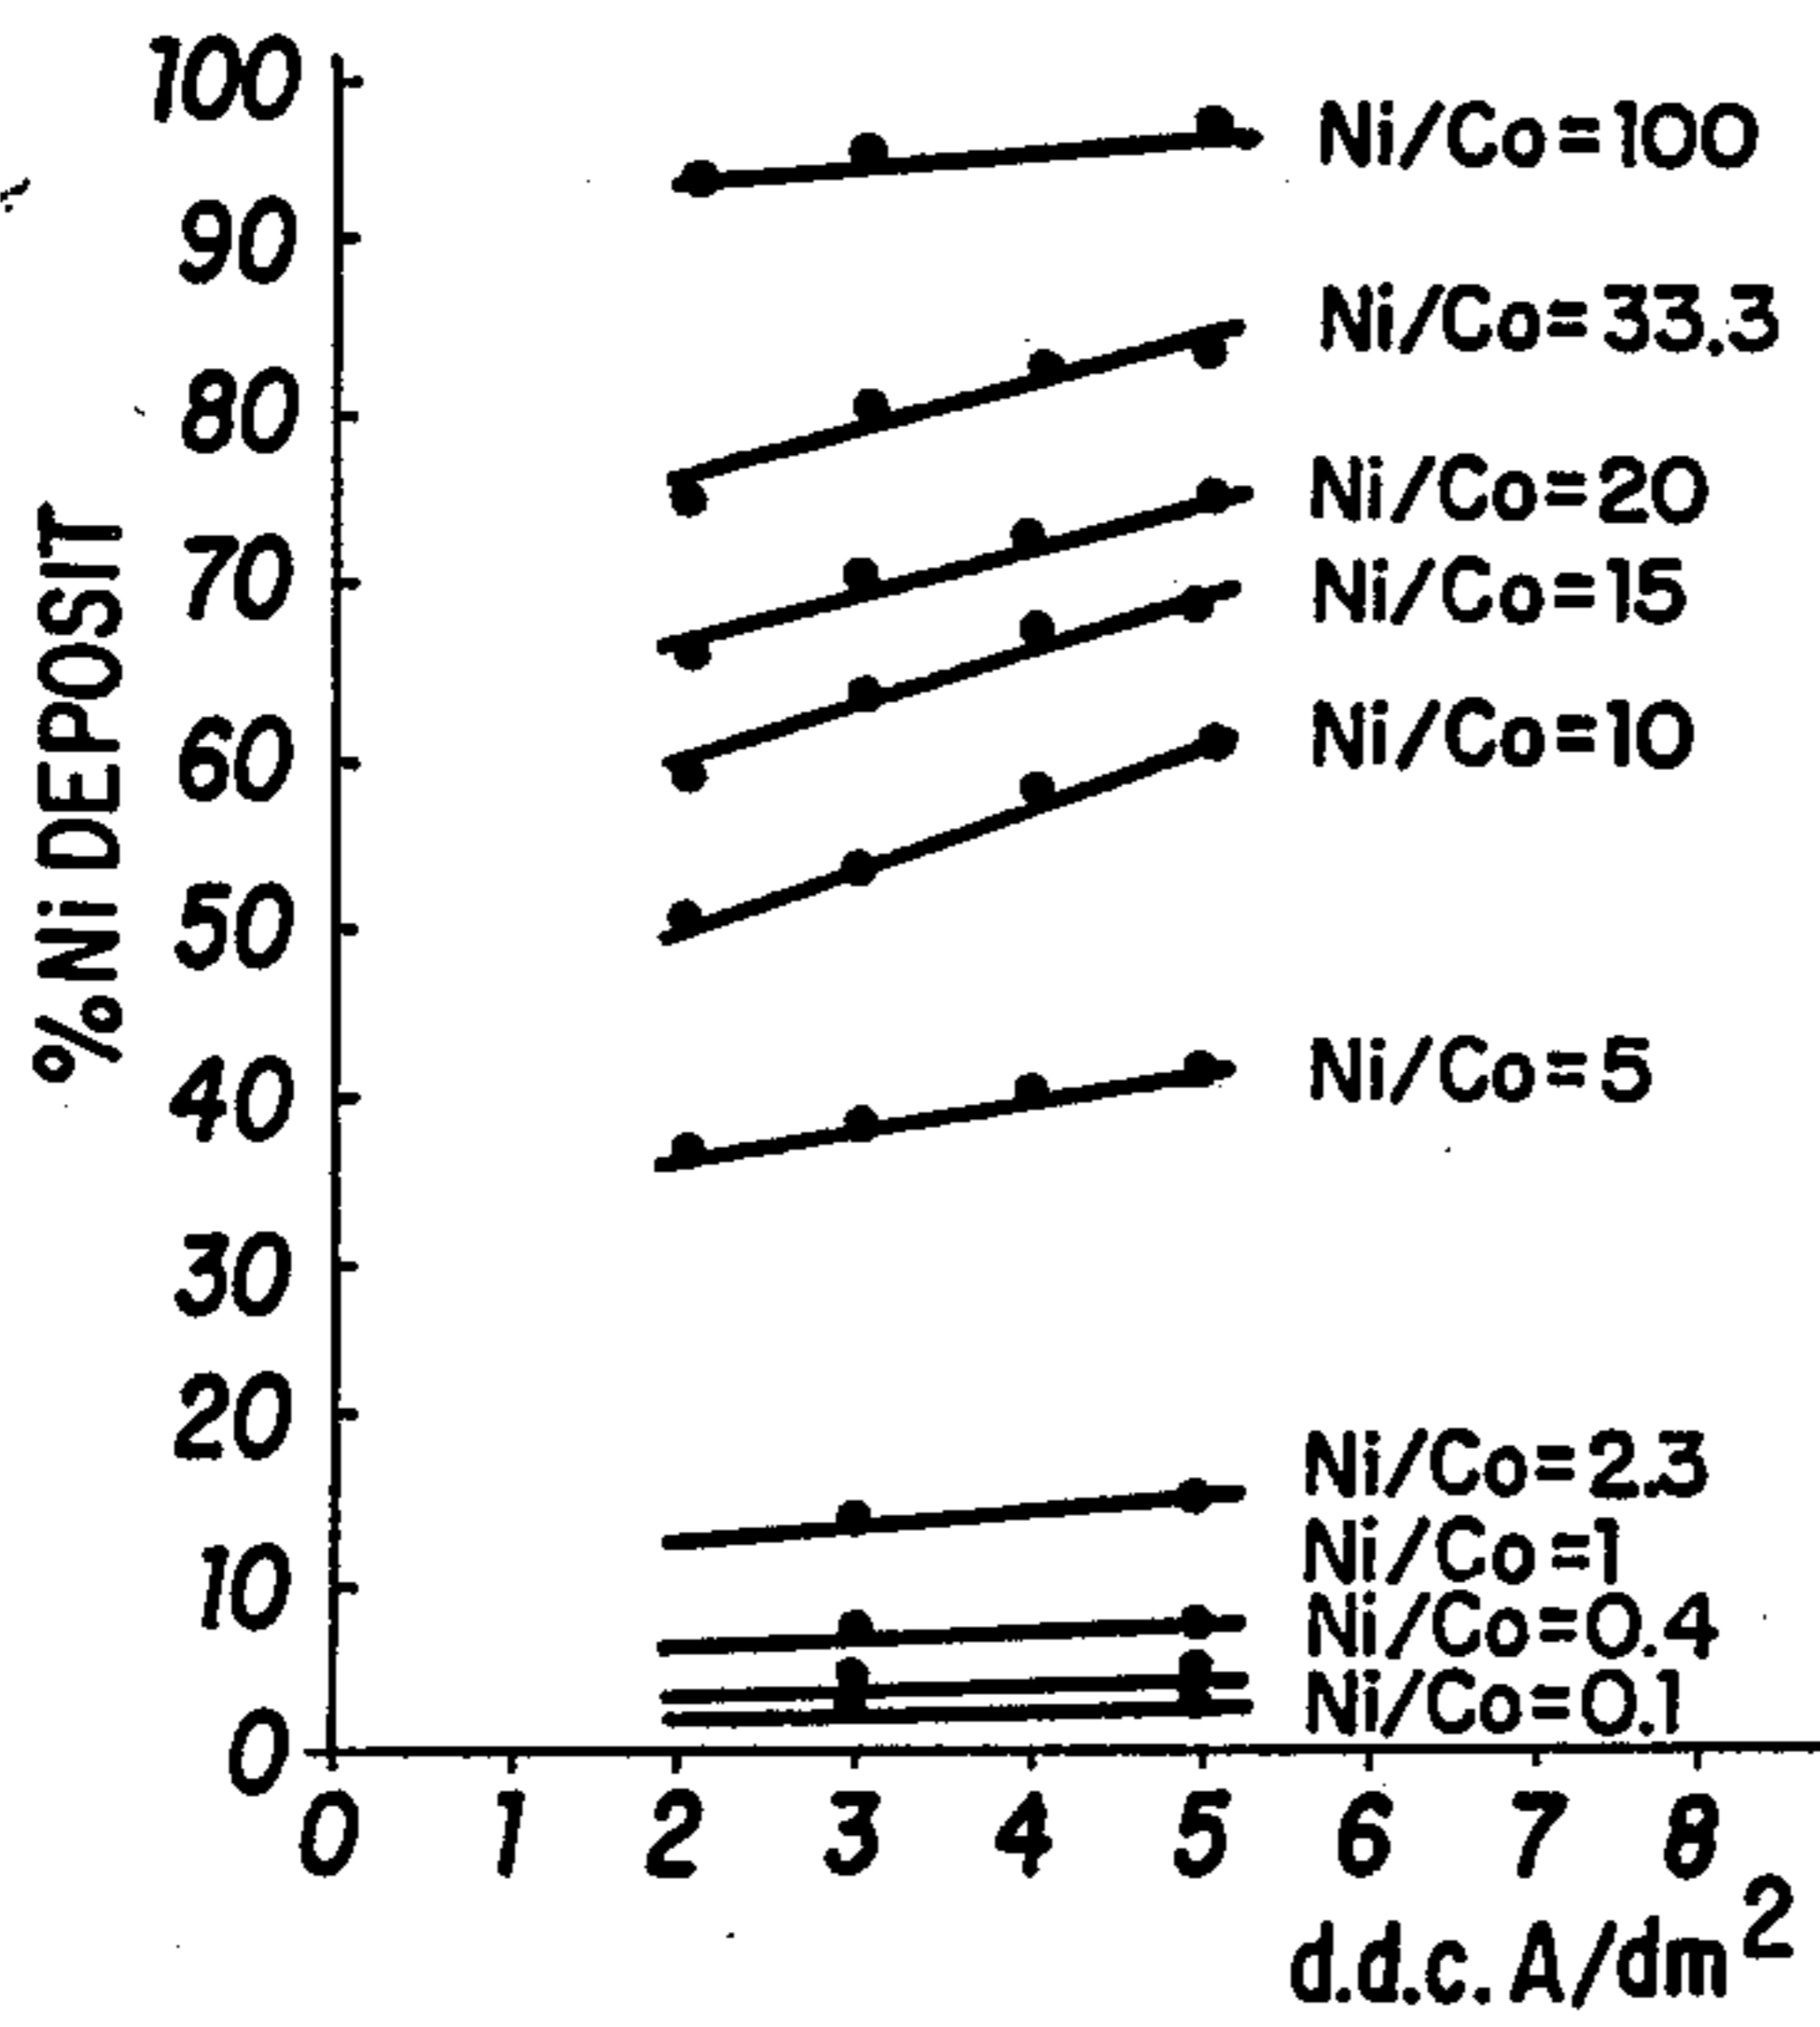 100
90
80
70
60
50
40
30
20
10
0
% Ni DEPOSIT
Ni/Co=100
Ni/Co=33.3
Ni/Co=20
Ni/Co=15
Ni/Co=10
Ni/Co=5
Ni/Co=2.3
Ni/Co=1
Ni/Co=0.4
Ni/Co=0.1
0 1 2 3 4 5 6 7 8
d.d.c. A/dm²